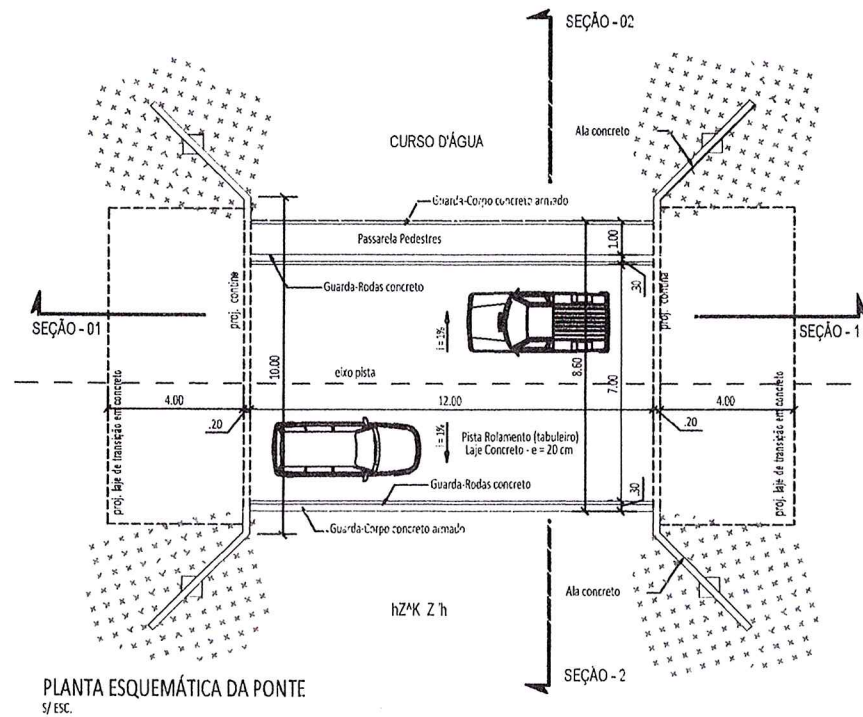 SEÇÃO - 02
CURSO D'ÁGUA
Ala concreto
Guarda-Corpo concreto armado
Passarela Pedestres
1.00
Guarda-Rodas concreto
.30
proj. cortina
proj. cortina
SEÇÃO - 01
SEÇÃO - 1
i = 1%
10.00
8.60
7.00
eixo pista
4.00
12.00
4.00
.20
.20
i = 1%
Pista Rolamento (tabuleiro)
Laje Concreto - e = 20 cm
proj. laje de transição em concreto
proj. laje de transição em concreto
Guarda-Rodas concreto
.30
Guarda-Corpo concreto armado
Ala concreto
hZ^K Z ́h
SEÇÃO - 2
PLANTA ESQUEMÁTICA DA PONTE
S/ ESC.